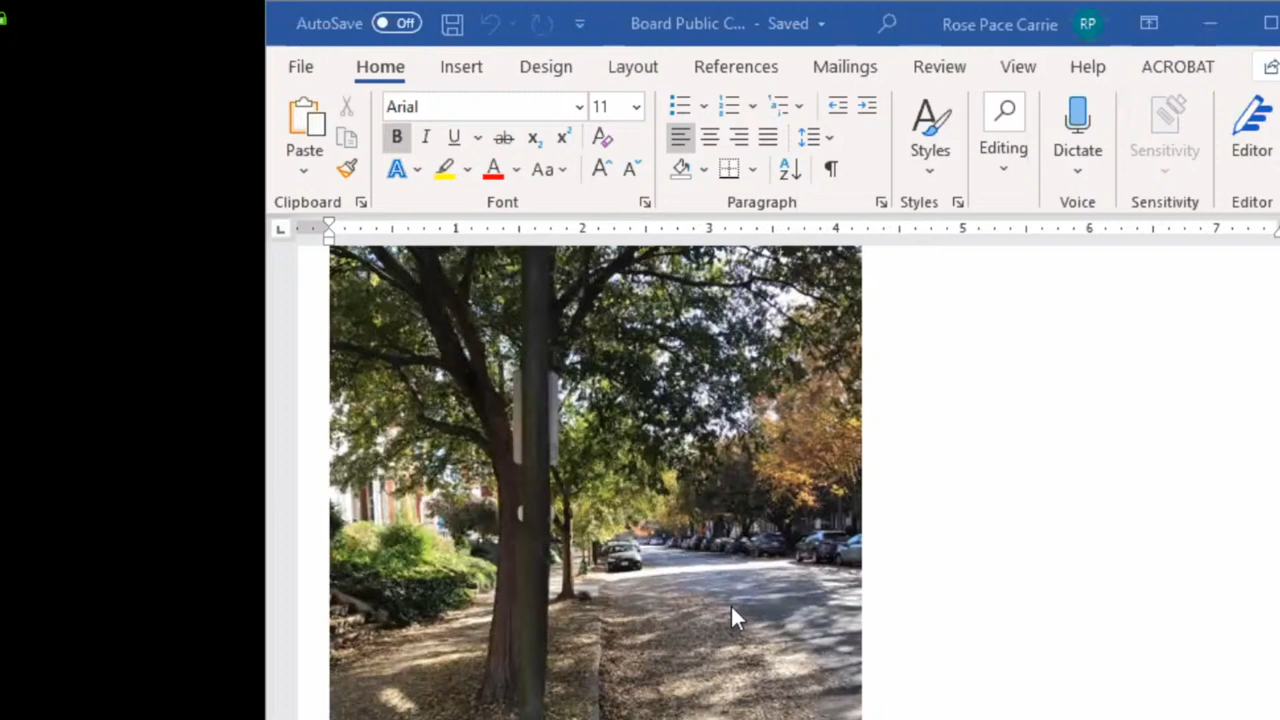 AutoSave Off Board Public C... - Saved Rose Pace Carrie RP
File Home Insert Design Layout References Mailings Review View Help ACROBAT
Arial 11
Paste B I U ab x2 x2 A Styles Editing Dictate Sensitivity Editor
A A Aa A A A Z
Clipboard Font Paragraph Styles Voice Sensitivity Editor
L 1 2 3 4 5 6 7